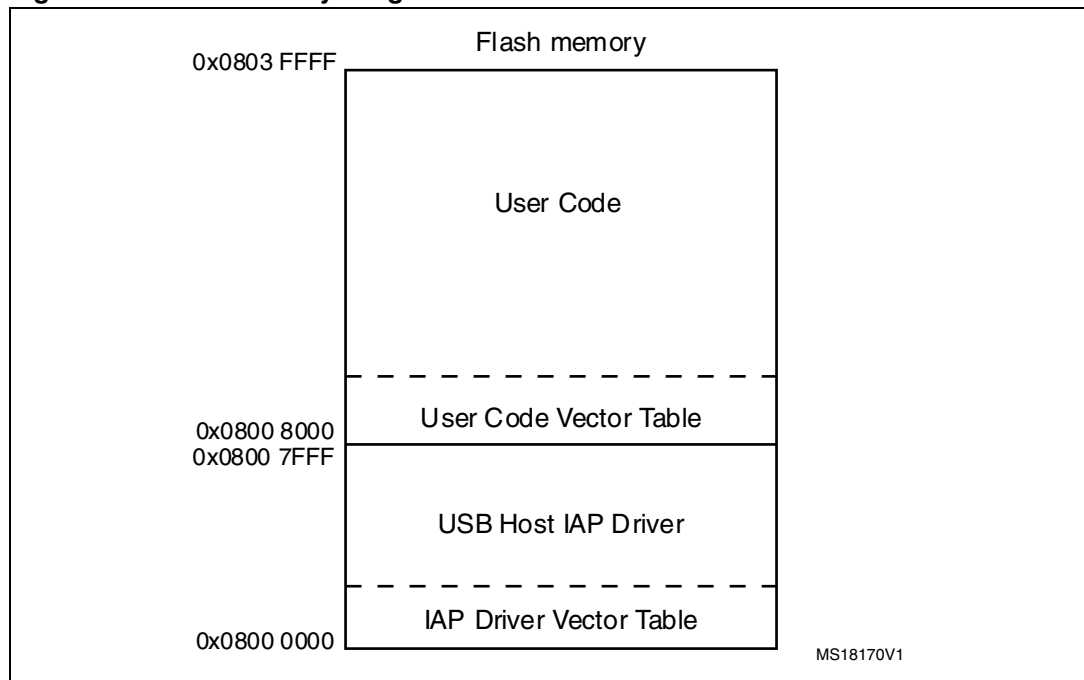 Flash memory
0x0803 FFFF
User Code
User Code Vector Table
0x0800 8000
0x0800 7FFF
USB Host IAP Driver
IAP Driver Vector Table
0x0800 0000
MS18170V1